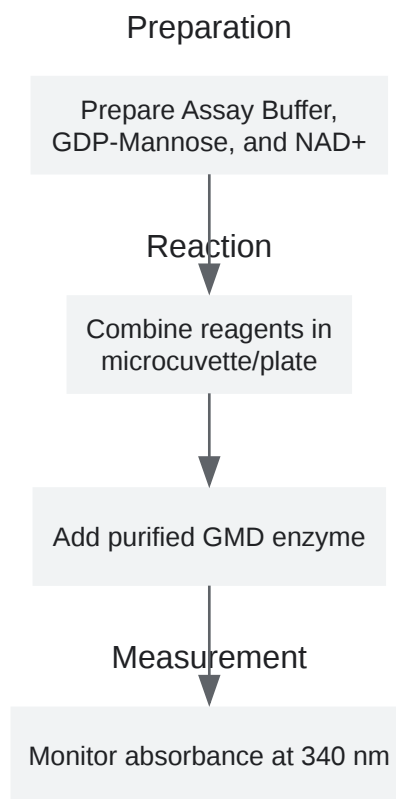 Preparation
Prepare Assay Buffer,
GDP-Mannose, and NAD+
Reaction
Combine reagents in
microcuvette/plate
Add purified GMD enzyme
Measurement
Monitor absorbance at 340 nm